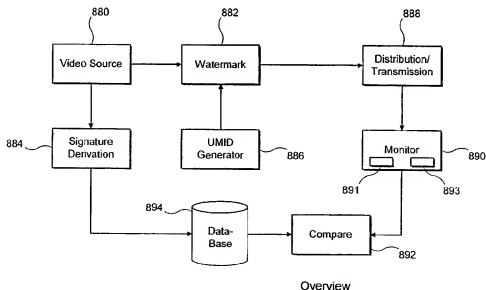 880
882
888
Video Source
Watermark
Distribution/
Transmission
884
Signature
Derivation
UMID
Generator
886
Monitor
890
891
893
894
Data-
Base
Compare
892
Overview